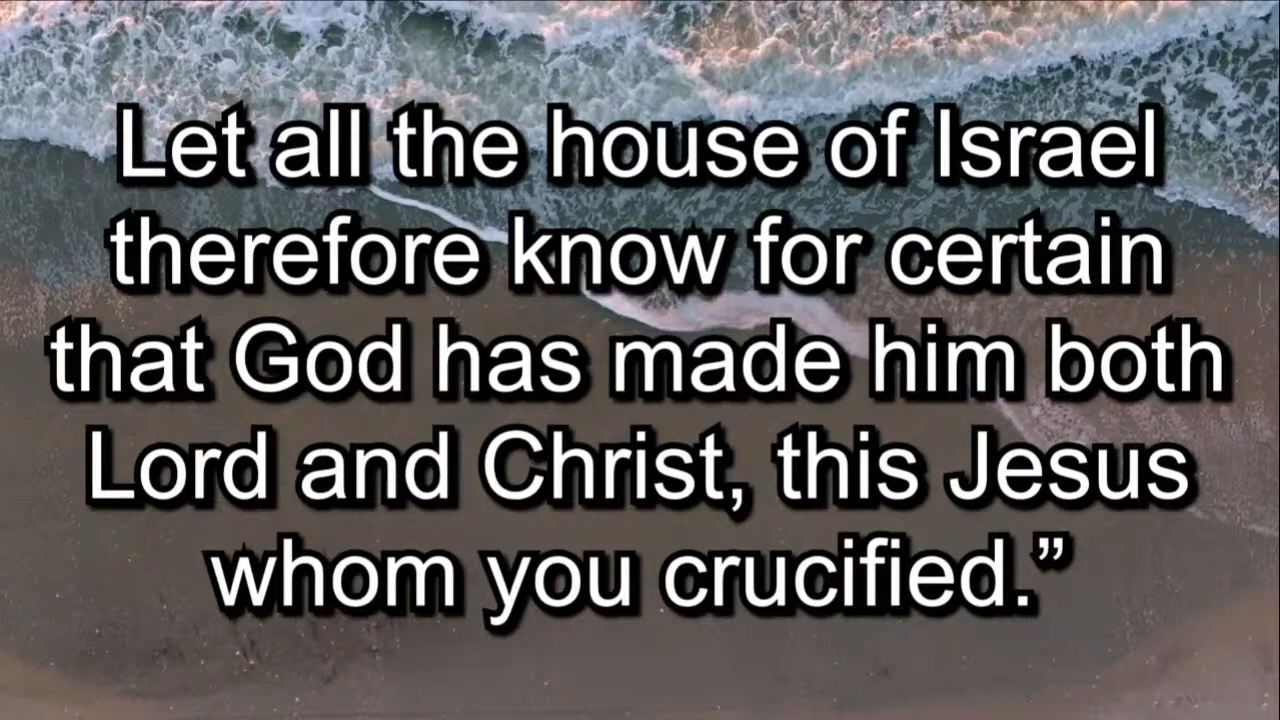 Let all the house of Israel
therefore know for certain
that God has made him both
Lord and Christ, this Jesus
whom you crucified.”